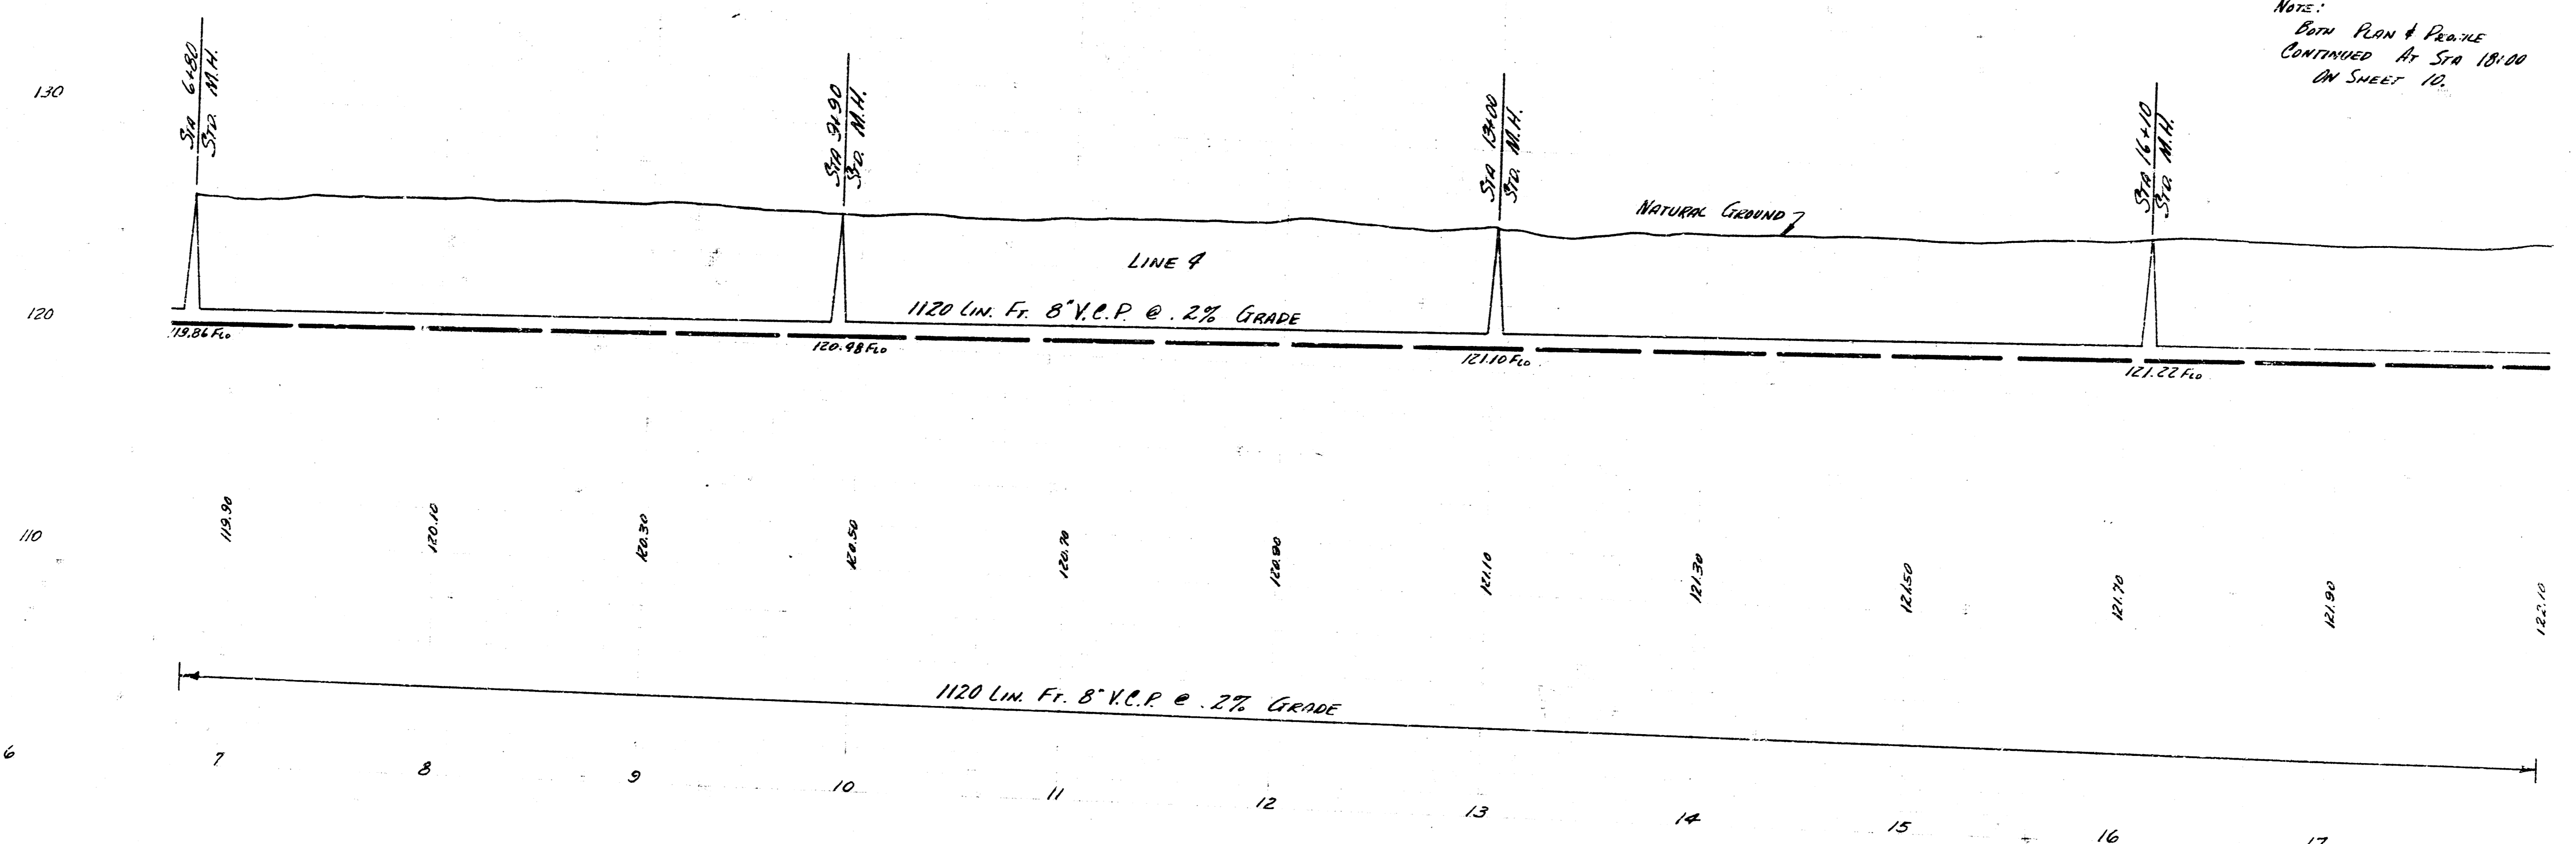 NOTE:
BOTH PLAN & PROFILE
CONTINUED AT STA 18+00
ON SHEET 10.
130
STA 6+80
STD. M.H.
STA 9+90
STD. M.H.
STA 13+00
STD. M.H.
STA 16+10
STD. M.H.
NATURAL GROUND
LINE 4
120
1120 LIN. FT. 8" V.C.P. @ .2% GRADE
119.86 FLO
120.48 FLO
121.10 FLO
121.22 FLO
110
119.90
120.10
120.30
120.50
120.70
120.90
121.10
121.30
121.50
121.70
121.90
122.10
1120 LIN. FT. 8" V.C.P. @ .2% GRADE
6
7
8
9
10
11
12
13
14
15
16
17